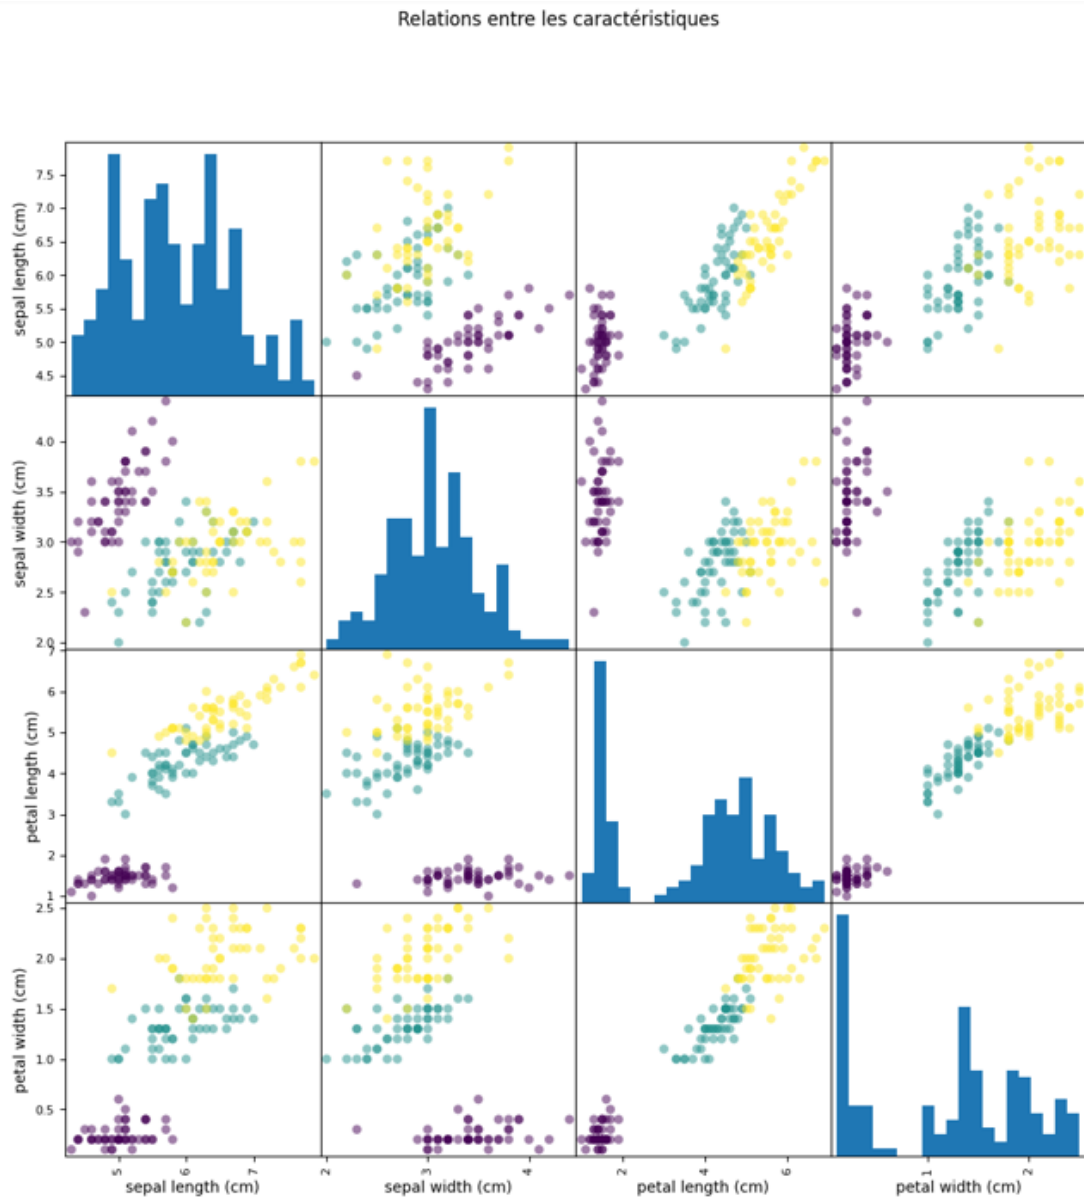 Relations entre les caractéristiques
sepal length (cm)
7.5
7.0
6.5
6.0
5.5
5.0
4.5
sepal width (cm)
4.0
3.5
3.0
2.5
2.0
petal length (cm)
7
6
5
4
3
2
1
petal width (cm)
2.5
2.0
1.5
1.0
0.5
5 6 7
2 3 4
2 4 6
1 2
sepal length (cm) sepal width (cm) petal length (cm) petal width (cm)